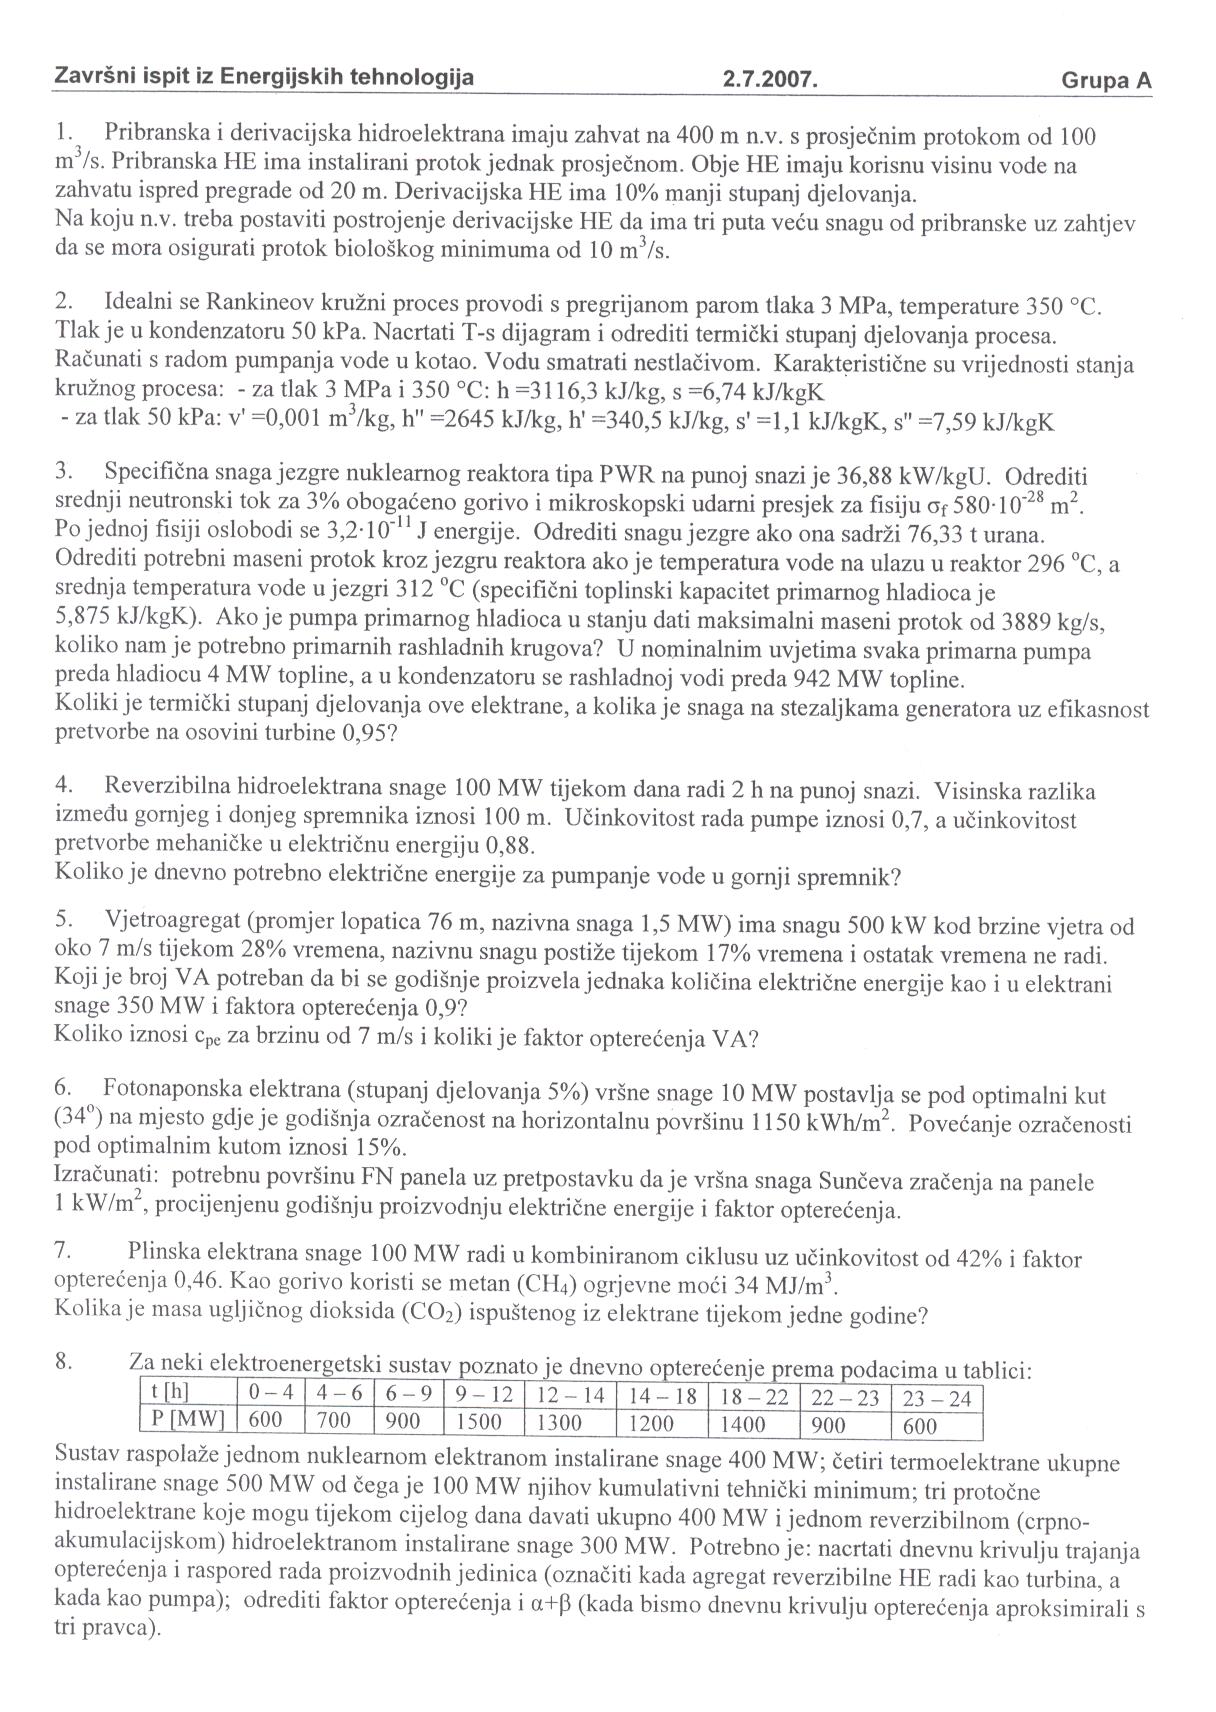 Završni ispit iz Energijskih tehnologija 2.7.2007. Grupa A
1. Pribranska i derivacijska hidroelektrana imaju zahvat na 400 m n.v. s prosječnim protokom od 100
m³/s. Pribranska HE ima instalirani protok jednak prosječnom. Obje HE imaju korisnu visinu vode na
zahvatu ispred pregrade od 20 m. Derivacijska HE ima 10% manji stupanj djelovanja.
Na koju n.v. treba postaviti postrojenje derivacijske HE da ima tri puta veću snagu od pribranske uz zahtjev
da se mora osigurati protok biološkog minimuma od 10 m³/s.
2. Idealni se Rankineov kružni proces provodi s pregrijanom parom tlaka 3 MPa, temperature 350 °C.
Tlak je u kondenzatoru 50 kPa. Nacrtati T-s dijagram i odrediti termički stupanj djelovanja procesa.
Računati s radom pumpanja vode u kotao. Vodu smatrati nestlačivom. Karakteristične su vrijednosti stanja
kružnog procesa: - za tlak 3 MPa i 350 °C: h =3116,3 kJ/kg, s =6,74 kJ/kgK
- za tlak 50 kPa: v' =0,001 m³/kg, h" =2645 kJ/kg, h' =340,5 kJ/kg, s' =1,1 kJ/kgK, s" =7,59 kJ/kgK
3. Specifična snaga jezgre nuklearnog reaktora tipa PWR na punoj snazi je 36,88 kW/kgU. Odrediti
srednji neutronski tok za 3% obogaćeno gorivo i mikroskopski udarni presjek za fisiju σf 580·10⁻²⁸ m².
Po jednoj fisiji oslobodi se 3,2·10⁻¹¹ J energije. Odrediti snagu jezgre ako ona sadrži 76,33 t urana.
Odrediti potrebni maseni protok kroz jezgru reaktora ako je temperatura vode na ulazu u reaktor 296 °C, a
srednja temperatura vode u jezgri 312 °C (specifični toplinski kapacitet primarnog hladioca je
5,875 kJ/kgK). Ako je pumpa primarnog hladioca u stanju dati maksimalni maseni protok od 3889 kg/s,
koliko nam je potrebno primarnih rashladnih krugova? U nominalnim uvjetima svaka primarna pumpa
preda hladiocu 4 MW topline, a u kondenzatoru se rashladnoj vodi preda 942 MW topline.
Koliki je termički stupanj djelovanja ove elektrane, a kolika je snaga na stezaljkama generatora uz efikasnost
pretvorbe na osovini turbine 0,95?
4. Reverzibilna hidroelektrana snage 100 MW tijekom dana radi 2 h na punoj snazi. Visinska razlika
između gornjeg i donjeg spremnika iznosi 100 m. Učinkovitost rada pumpe iznosi 0,7, a učinkovitost
pretvorbe mehaničke u električnu energiju 0,88.
Koliko je dnevno potrebno električne energije za pumpanje vode u gornji spremnik?
5. Vjetroagregat (promjer lopatica 76 m, nazivna snaga 1,5 MW) ima snagu 500 kW kod brzine vjetra od
oko 7 m/s tijekom 28% vremena, nazivnu snagu postiže tijekom 17% vremena i ostatak vremena ne radi.
Koji je broj VA potreban da bi se godišnje proizvela jednaka količina električne energije kao i u elektrani
snage 350 MW i faktora opterećenja 0,9?
Koliko iznosi cpe za brzinu od 7 m/s i koliki je faktor opterećenja VA?
6. Fotonaponska elektrana (stupanj djelovanja 5%) vršne snage 10 MW postavlja se pod optimalni kut
(34°) na mjesto gdje je godišnja ozračenost na horizontalnu površinu 1150 kWh/m². Povećanje ozračenosti
pod optimalnim kutom iznosi 15%.
Izračunati: potrebnu površinu FN panela uz pretpostavku da je vršna snaga Sunčeva zračenja na panele
1 kW/m², procijenjenu godišnju proizvodnju električne energije i faktor opterećenja.
7. Plinska elektrana snage 100 MW radi u kombiniranom ciklusu uz učinkovitost od 42% i faktor
opterećenja 0,46. Kao gorivo koristi se metan (CH₄) ogrjevne moći 34 MJ/m³.
Kolika je masa ugljičnog dioksida (CO₂) ispuštenog iz elektrane tijekom jedne godine?
8. Za neki elektroenergetski sustav poznato je dnevno opterećenje prema podacima u tablici:
t [h] 0 – 4 4 – 6 6 – 9 9 – 12 12 – 14 14 – 18 18 – 22 22 – 23 23 – 24
P [MW] 600 700 900 1500 1300 1200 1400 900 600
Sustav raspolaže jednom nuklearnom elektranom instalirane snage 400 MW; četiri termoelektrane ukupne
instalirane snage 500 MW od čega je 100 MW njihov kumulativni tehnički minimum; tri protočne
hidroelektrane koje mogu tijekom cijelog dana davati ukupno 400 MW i jednom reverzibilnom (crpno-
akumulacijskom) hidroelektranom instalirane snage 300 MW. Potrebno je: nacrtati dnevnu krivulju trajanja
opterećenja i raspored rada proizvodnih jedinica (označiti kada agregat reverzibilne HE radi kao turbina, a
kada kao pumpa); odrediti faktor opterećenja i α+β (kada bismo dnevnu krivulju opterećenja aproksimirali s
tri pravca).